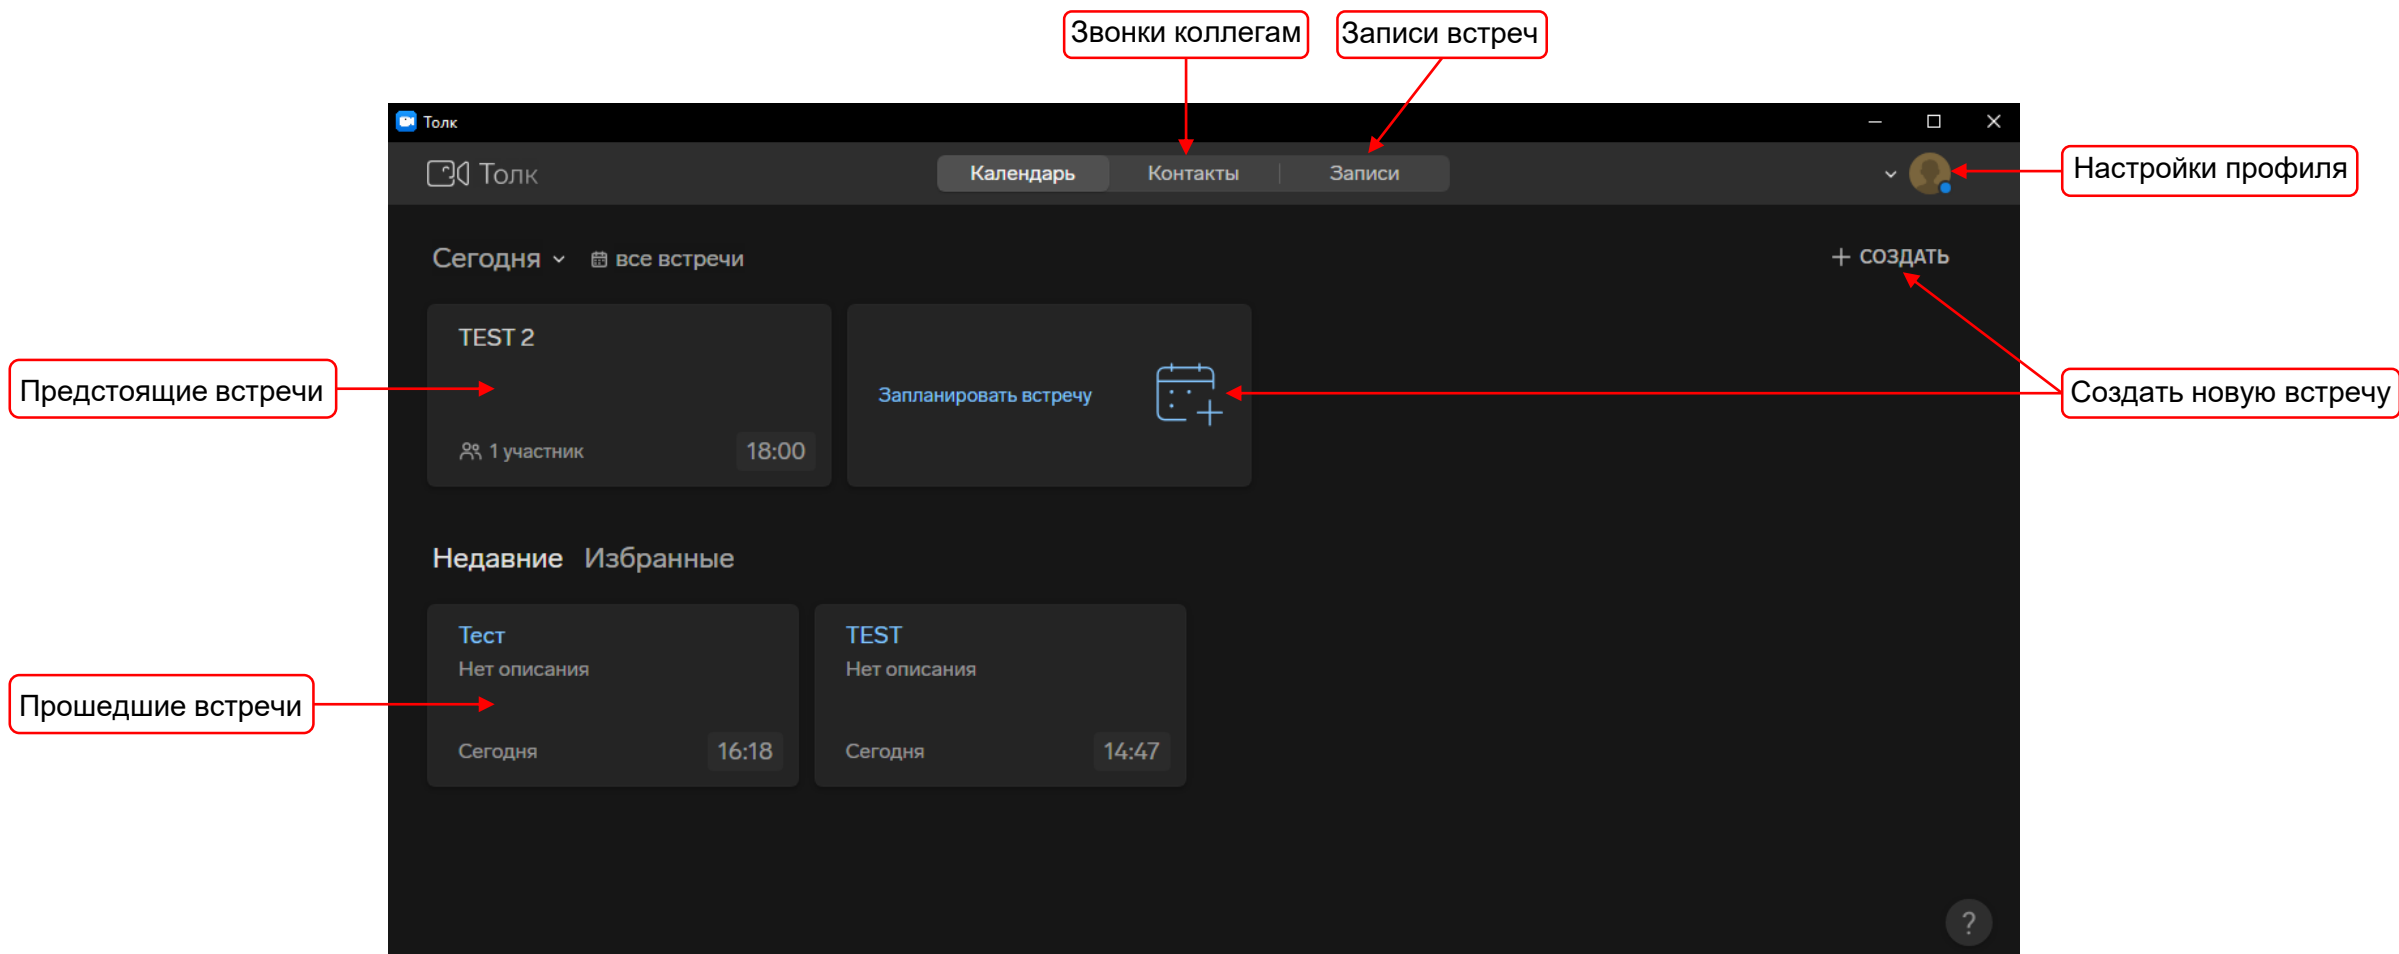 Звонки коллегам
Записи встреч
Толк
Толк
Календарь
Контакты
Записи
Настройки профиля
Сегодня
все встречи
+ СОЗДАТЬ
TEST 2
Предстоящие встречи
Запланировать встречу
Создать новую встречу
1 участник
18:00
Недавние
Избранные
Тест
TEST
Нет описания
Нет описания
Прошедшие встречи
Сегодня
16:18
Сегодня
14:47
?